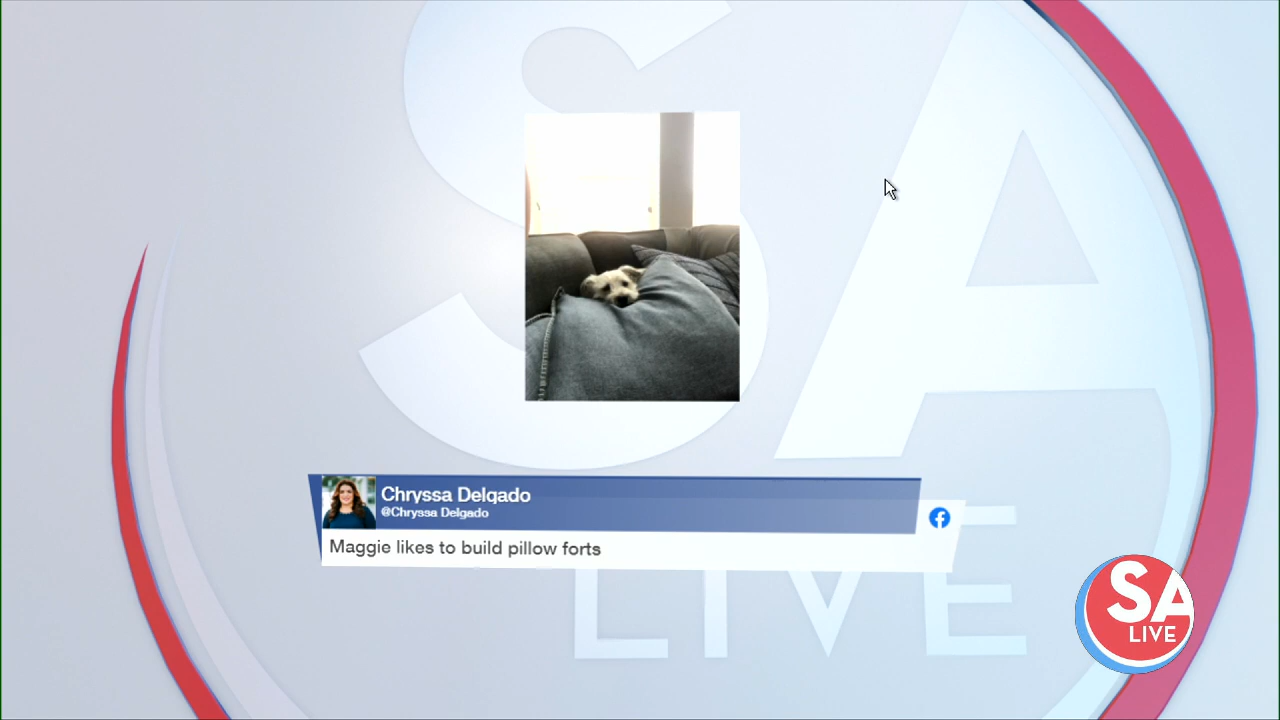 SA
LIVE
Chryssa Delgado
@Chryssa Delgado
Maggie likes to build pillow forts
SA
LIVE